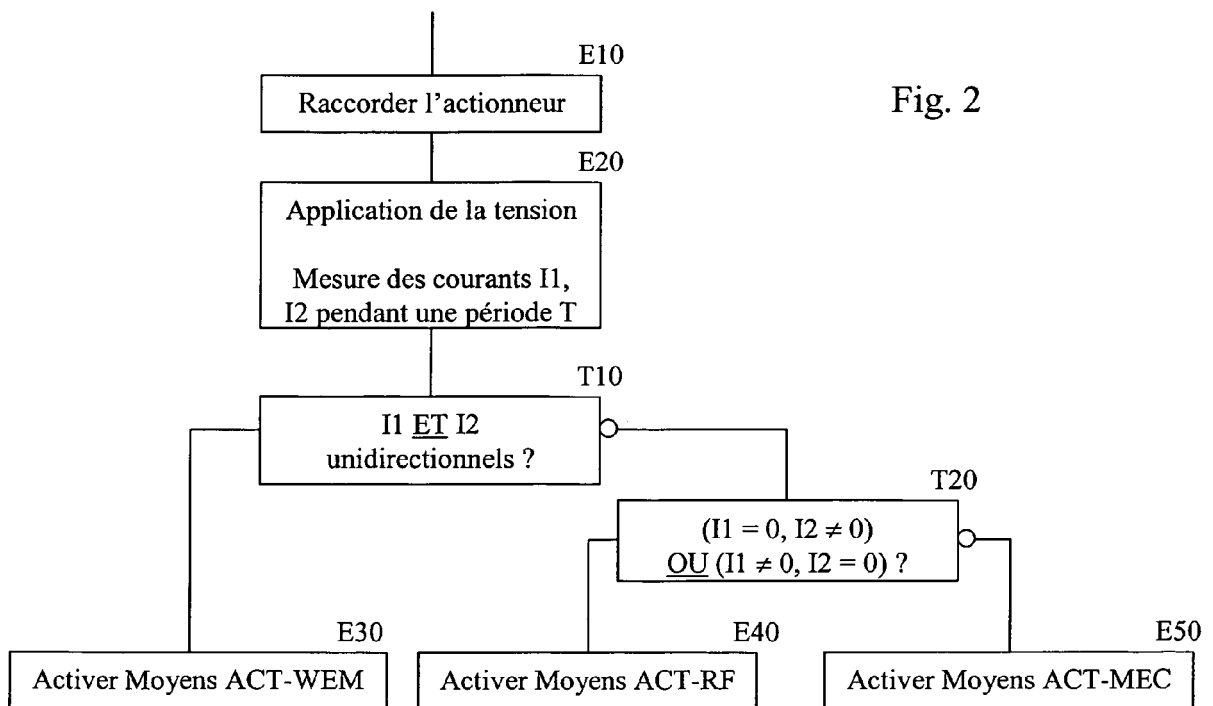 E10
Raccorder l'actionneur
Fig. 2
E20
Application de la tension
Mesure des courants I1,
I2 pendant une période T
T10
I1 ET I2
unidirectionnels ?
T20
(I1 = 0, I2 ≠ 0)
OU (I1 ≠ 0, I2 = 0) ?
E30
Activer Moyens ACT-WEM
E40
Activer Moyens ACT-RF
E50
Activer Moyens ACT-MEC